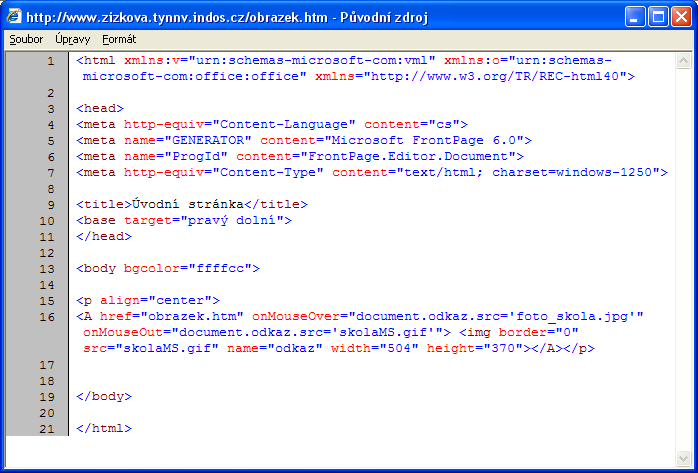 http://www.zizkova.tynnv.indos.cz/obrazek.htm - Původní zdroj
Soubor Úpravy Formát
1 <html xmlns:v="urn:schemas-microsoft-com:vml" xmlns:o="urn:schemas-
microsoft-com:office:office" xmlns="http://www.w3.org/TR/REC-html40">
2
3 <head>
4 <meta http-equiv="Content-Language" content="cs">
5 <meta name="GENERATOR" content="Microsoft FrontPage 6.0">
6 <meta name="ProgId" content="FrontPage.Editor.Document">
7 <meta http-equiv="Content-Type" content="text/html; charset=windows-1250">
8
9 <title>Úvodní stránka</title>
10 <base target="pravý dolní">
11 </head>
12
13 <body bgcolor="ffffcc">
14
15 <p align="center">
16 <A href="obrazek.htm" onMouseOver="document.odkaz.src='foto_skola.jpg'"
onMouseOut="document.odkaz.src='skolaMS.gif'"> <img border="0"
src="skolaMS.gif" name="odkaz" width="504" height="370"></A></p>
17
18
19 </body>
20
21 </html>